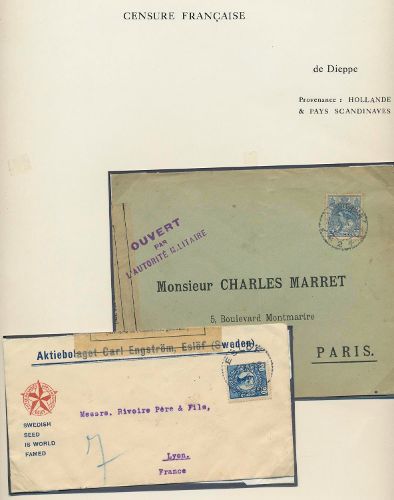 CENSURE FRANÇAISE
de Dieppe
Provenance : HOLLANDE
& PAYS SCANDINAVES
OUVERT
PAR
L'AUTORITÉ MILITAIRE
Monsieur CHARLES MARRET
5, Boulevard Montmartre
PARIS.
Aktiebolaget Carl Engström, Eslöf (Sweden).
SWEDISH
SEED
IS WORLD
FAMED
Messrs. Rivoire Père & Fils,
Lyon.
France
7